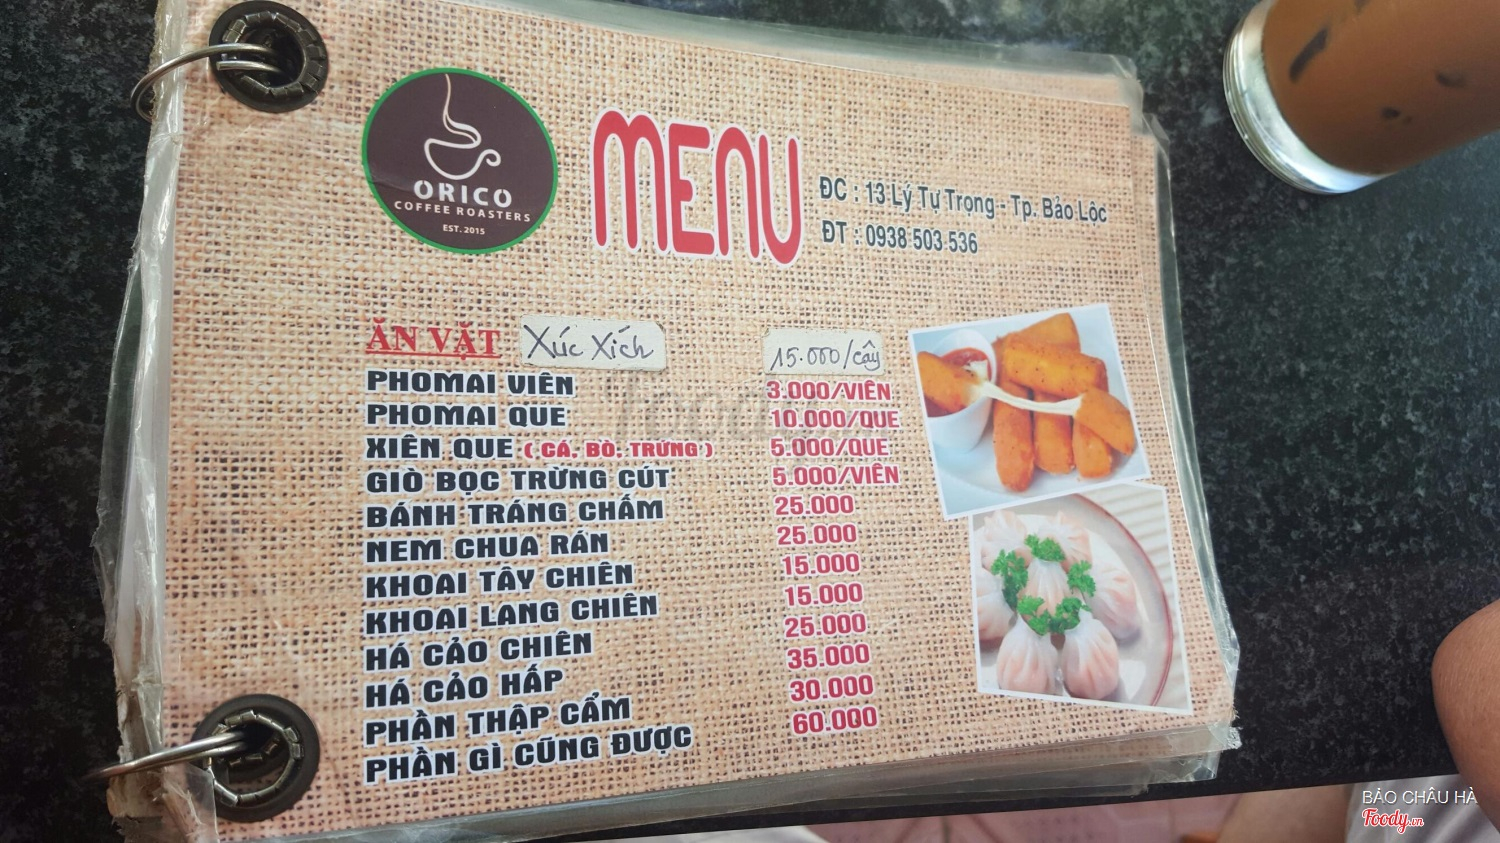 ORICO
COFFEE ROASTERS
EST. 2015
MENU
ĐC : 13 Lý Tự Trọng - Tp. Bảo Lộc
ĐT : 0938 503 536
ĂN VẶT Xúc Xích 15.000/cây
PHOMAI VIÊN 3.000/VIÊN
PHOMAI QUE 10.000/QUE
XIÊN QUE ( CÁ, BÒ, TRỨNG ) 5.000/QUE
GIÒ BỌC TRỪNG CÚT 5.000/VIÊN
BÁNH TRÁNG CHẤM 25.000
NEM CHUA RÁN 25.000
KHOAI TÂY CHIÊN 15.000
KHOAI LANG CHIÊN 15.000
HÁ CẢO CHIÊN 25.000
HÁ CẢO HẤP 35.000
PHẦN THẬP CẨM 30.000
PHẦN GÌ CŨNG ĐƯỢC 60.000
BẢO CHÂU HÀ
Foody.vn